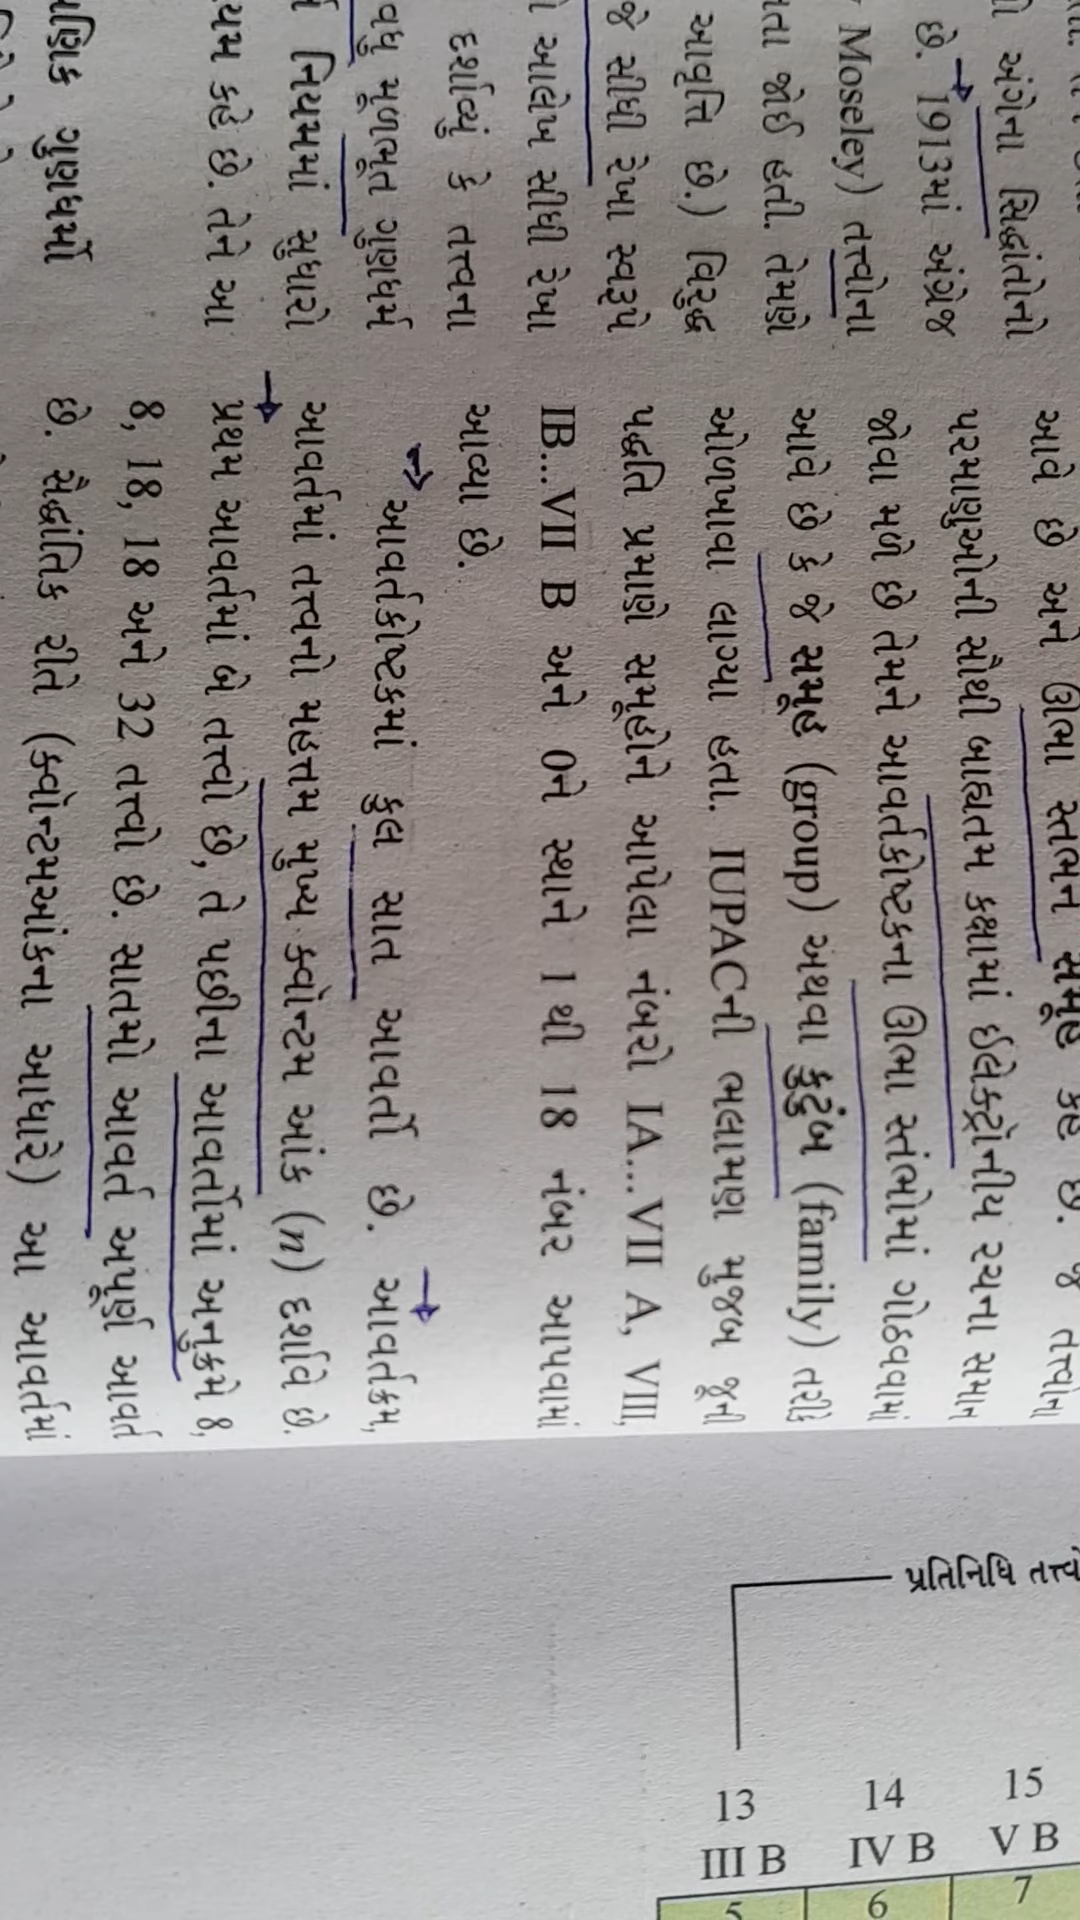 અંગેના સિદ્ધાંતોનો
છે. 1913માં અંગ્રેજ
Moseley) તત્ત્વોના
જોઈ હતી. તેમણે
આવૃત્તિ છે.) વિરુદ્ધ
જે સીધી રેખા સ્વરૂપે
આલેખ સીધી રેખા
દર્શાવ્યું કે તત્ત્વના
વધુ મૂળભૂત ગુણધર્મ
નિયમમાં સુધારો
કહે છે. તેને આ
ગુણધર્મો
આવે છે અને ઊભા સ્તંભને સમૂહ કહે છે. જે તત્ત્વોના
પરમાણુઓની સૌથી બાહ્યતમ કક્ષામાં ઇલેક્ટ્રોનીય રચના સમાન
જોવા મળે છે તેમને આવર્તકોષ્ટકના ઊભા સ્તંભોમાં ગોઠવવામાં
આવે છે કે જે સમૂહ (group) અથવા કુટુંબ (family) તરીકે
ઓળખાવા લાગ્યા હતા. IUPACની ભલામણ મુજબ જૂની
પદ્ધતિ પ્રમાણે સમૂહોને આપેલા નંબરો IA.... VII A, VIII,
IB...VII B અને 0ને સ્થાને 1 થી 18 નંબર આપવામાં
આવ્યા છે.
આવર્તકોષ્ટકમાં કુલ સાત આવર્તો છે. આવર્તક્રમ,
આવર્તમાં તત્ત્વનો મહત્તમ મુખ્ય ક્વૉન્ટમ આંક (n) દર્શાવે છે.
પ્રથમ આવર્તમાં બે તત્ત્વો છે, તે પછીના આવર્તોમાં અનુક્રમે 8,
8, 18, 18 અને 32 તત્ત્વો છે. સાતમો આવર્ત અપૂર્ણ આવર્ત
છે. સૈદ્ધાંતિક રીતે (ક્વૉન્ટમઆંકના આધારે) આ આવર્તમાં
પ્રતિનિધિ તત્ત્વો
13 14 15
III B IV B V B
5 6 7